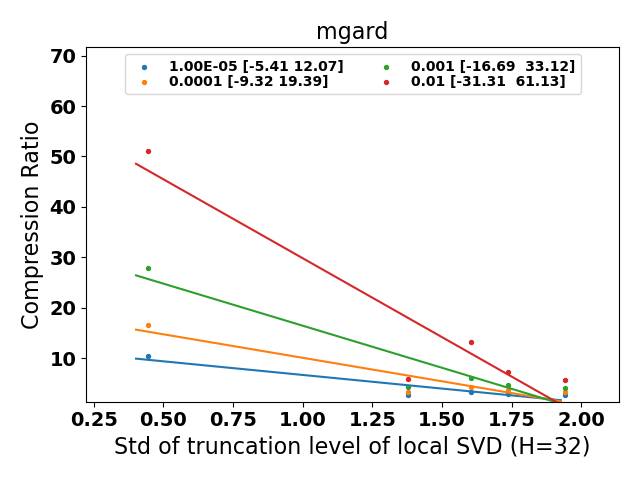 mgard
1.00E-05 [-5.41 12.07]
0.0001 [-9.32 19.39]
0.001 [-16.69  33.12]
0.01 [-31.31  61.13]
70
60
50
40
30
20
10
Compression Ratio
0.25 0.50 0.75 1.00 1.25 1.50 1.75 2.00
Std of truncation level of local SVD (H=32)